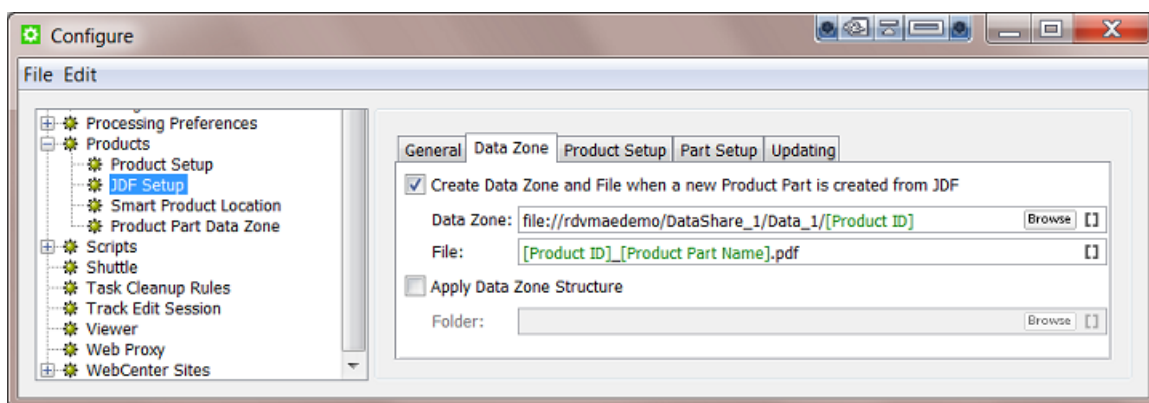 Configure
File Edit
Processing Preferences
Products
Product Setup
JDF Setup
Smart Product Location
Product Part Data Zone
Scripts
Shuttle
Task Cleanup Rules
Track Edit Session
Viewer
Web Proxy
WebCenter Sites
General Data Zone Product Setup Part Setup Updating
Create Data Zone and File when a new Product Part is created from JDF
Data Zone: file://rdvmaedemo/DataShare_1/Data_1/[Product ID] Browse []
File: [Product ID]_[Product Part Name].pdf []
Apply Data Zone Structure
Folder: Browse []